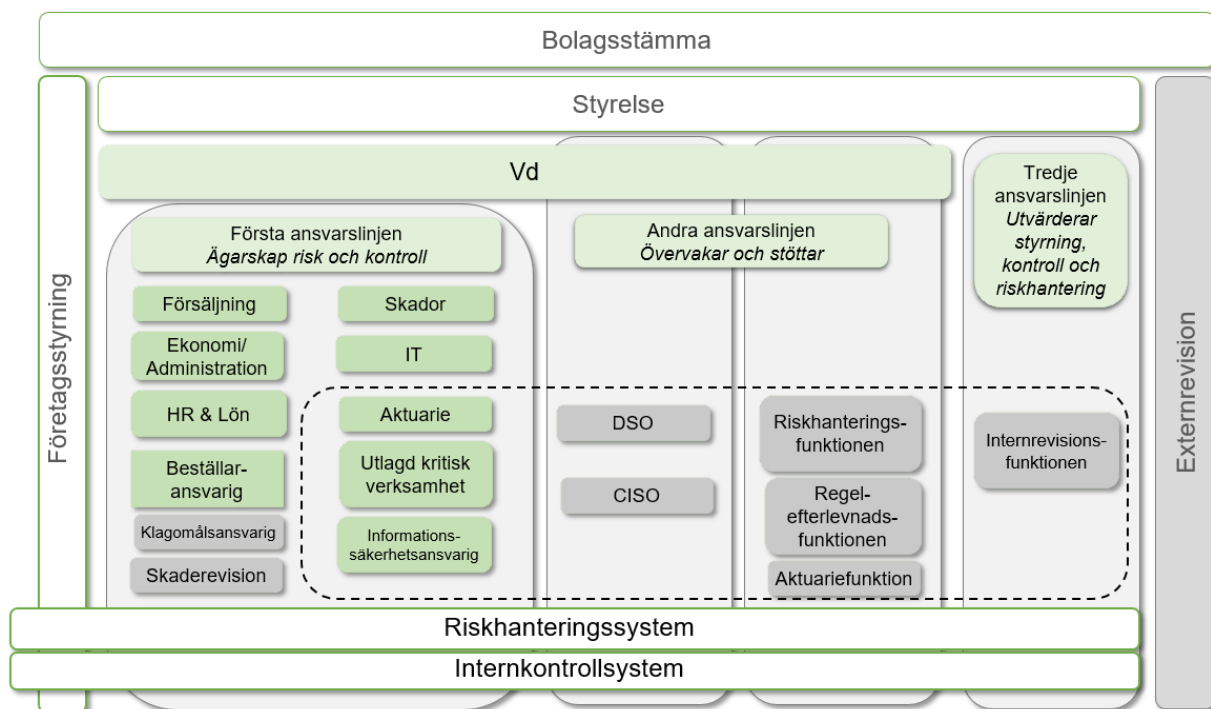 Bolagsstämma
Företagsstyrning
Styrelse
Vd
Första ansvarslinjen
Ägarskap risk och kontroll
Försäljning
Ekonomi/
Administration
HR & Lön
Beställar-
ansvarig
Klagomålsansvarig
Skaderevision
Skador
IT
Aktuarie
Utlagd kritisk
verksamhet
Informations-
säkerhetsansvarig
Andra ansvarslinjen
Övervakar och stöttar
DSO
CISO
Riskhanterings-
funktionen
Regel-
efterlevnads-
funktionen
Aktuariefunktion
Tredje
ansvarslinjen
Utvärderar
styrning,
kontroll och
riskhantering
Internrevisions-
funktionen
Externrevision
Riskhanteringssystem
Internkontrollsystem